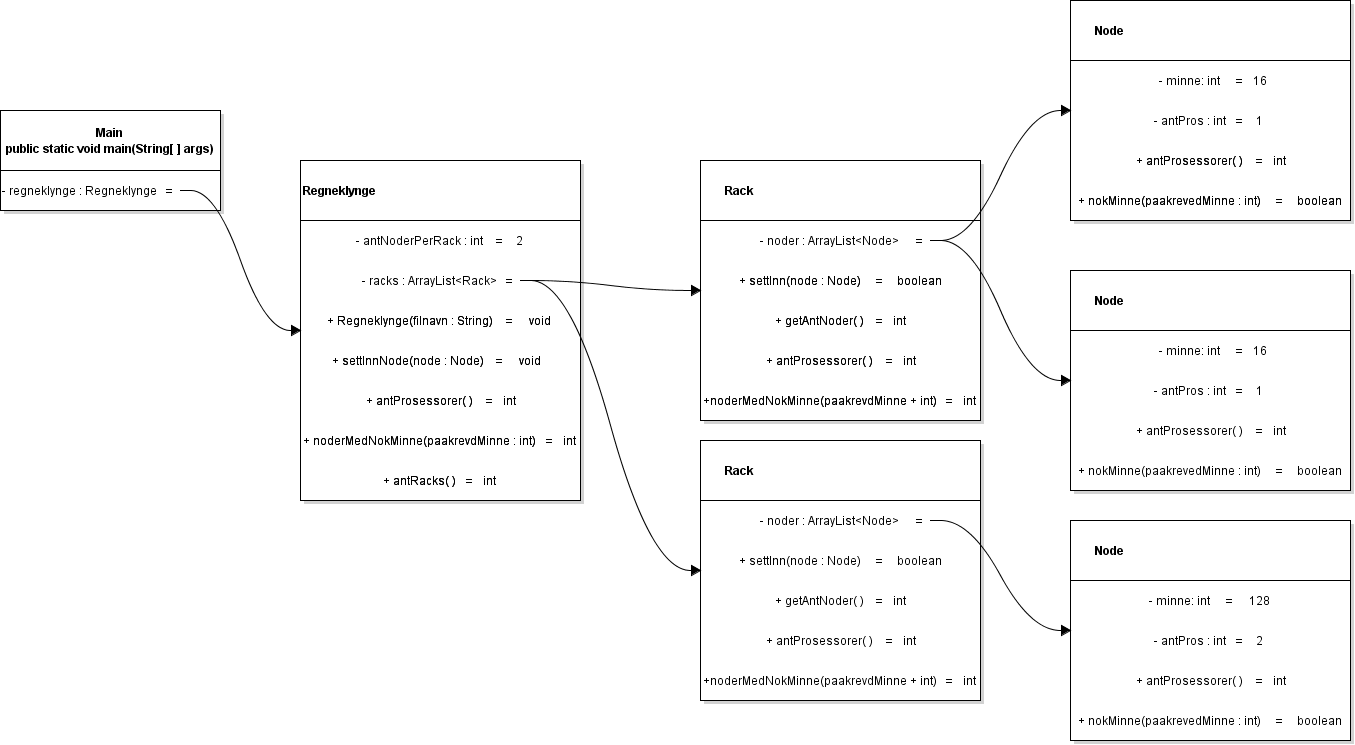 Main
public static void main(String[ ] args)
- regneklynge : Regneklynge =
Regneklynge
- antNoderPerRack : int = 2
- racks : ArrayList<Rack> =
+ Regneklynge(filnavn : String) = void
+ settInnNode(node : Node) = void
+ antProsessorer( ) = int
+ noderMedNokMinne(paakrevdMinne : int) = int
+ antRacks( ) = int
Rack
- noder : ArrayList<Node> =
+ settInn(node : Node) = boolean
+ getAntNoder( ) = int
+ antProsessorer( ) = int
+noderMedNokMinne(paakrevdMinne + int) = int
Rack
- noder : ArrayList<Node> =
+ settInn(node : Node) = boolean
+ getAntNoder( ) = int
+ antProsessorer( ) = int
+noderMedNokMinne(paakrevdMinne + int) = int
Node
- minne: int = 16
- antPros : int = 1
+ antProsessorer( ) = int
+ nokMinne(paakrevedMinne : int) = boolean
Node
- minne: int = 16
- antPros : int = 1
+ antProsessorer( ) = int
+ nokMinne(paakrevedMinne : int) = boolean
Node
- minne: int = 128
- antPros : int = 2
+ antProsessorer( ) = int
+ nokMinne(paakrevedMinne : int) = boolean